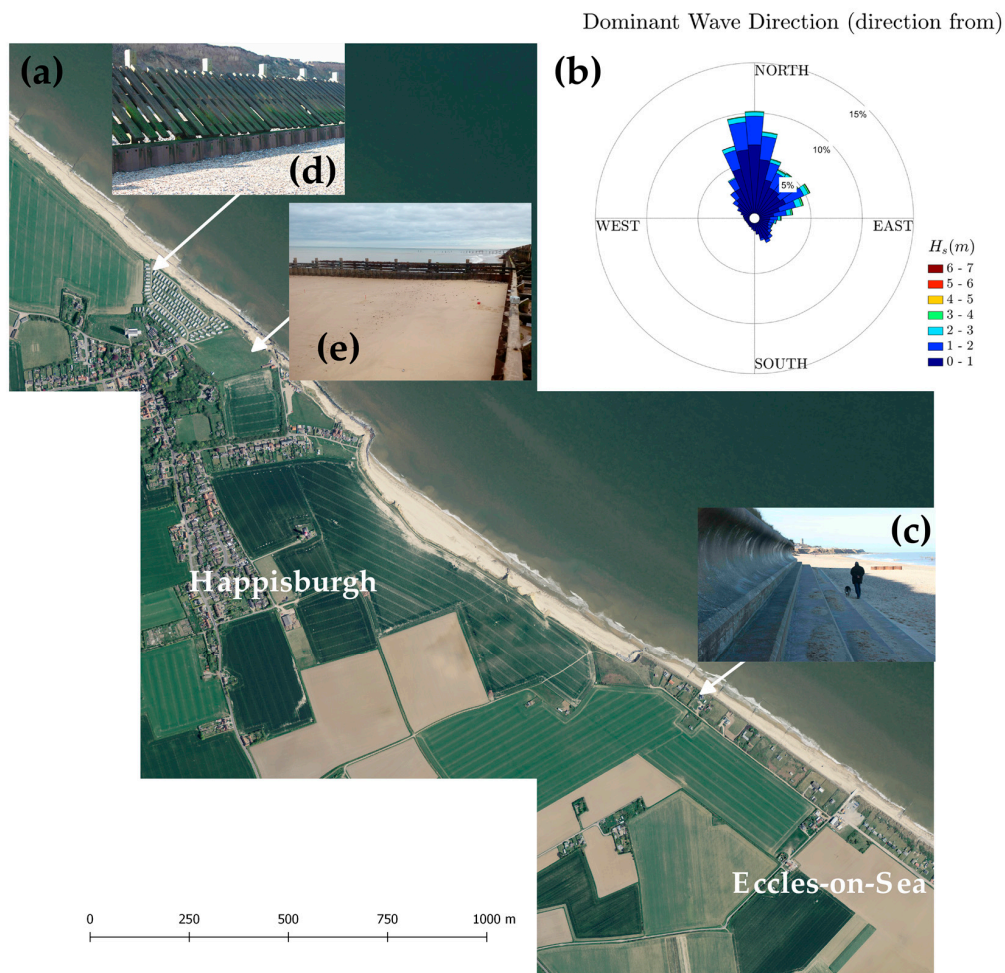 Dominant Wave Direction (direction from)
(a)
(b)
NORTH
15%
10%
5%
WEST
EAST
SOUTH
H_s(m)
6 - 7
5 - 6
4 - 5
3 - 4
2 - 3
1 - 2
0 - 1
(d)
(e)
(c)
Happisburgh
Eccles-on-Sea
0 250 500 750 1000 m